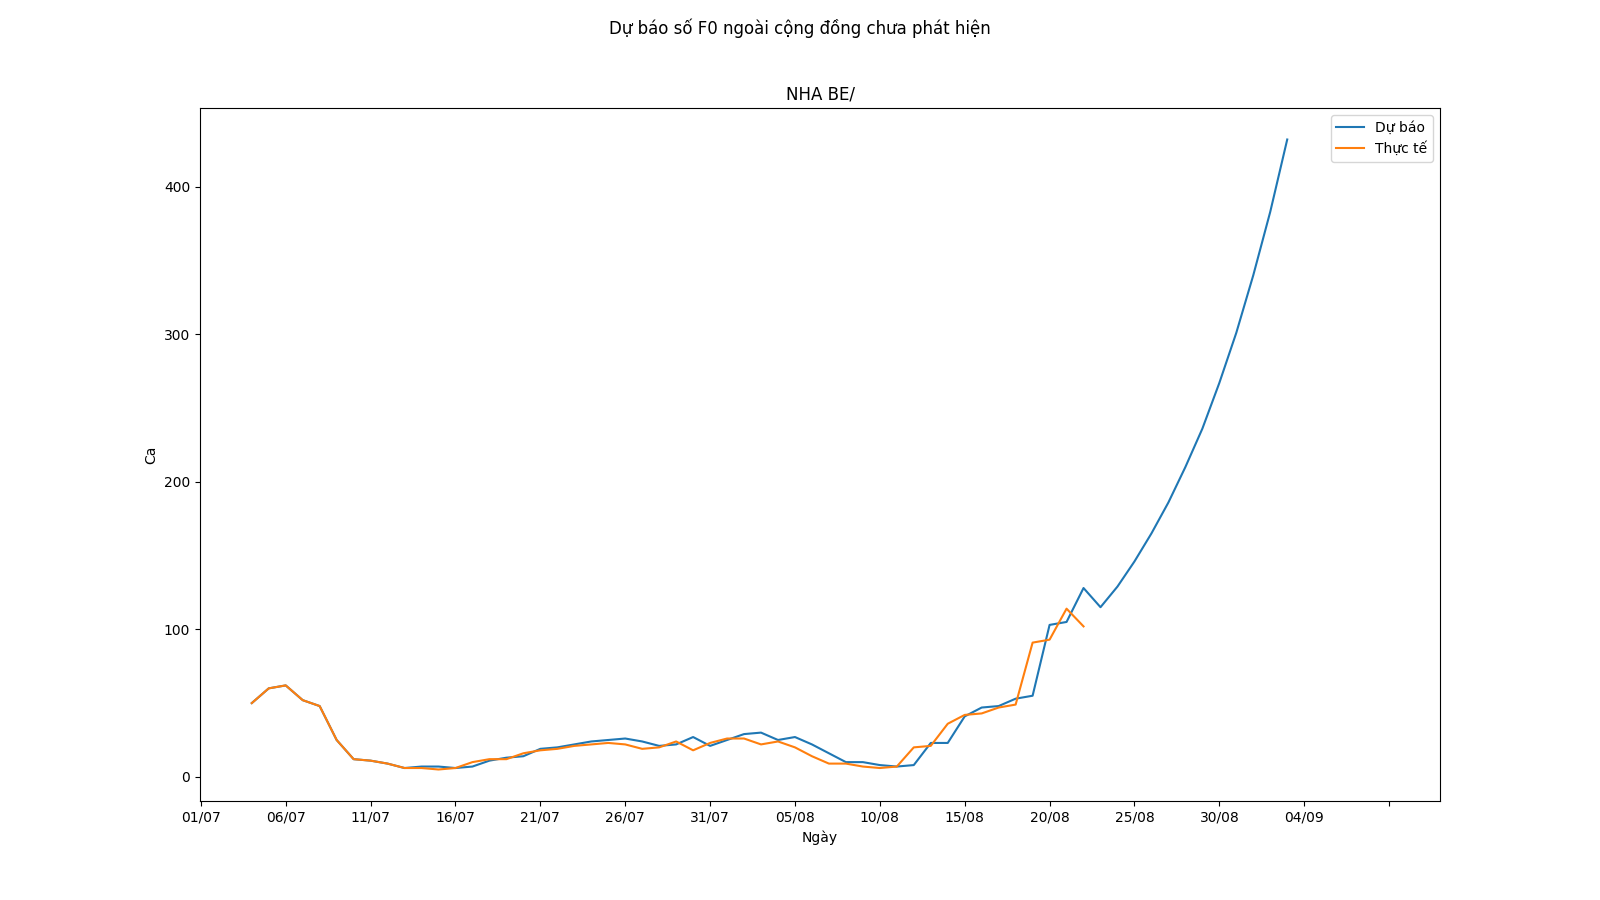 Dự báo số F0 ngoài cộng đồng chưa phát hiện
NHA BE/
Dự báo
Thực tế
400
300
200
100
0
Ca
01/07 06/07 11/07 16/07 21/07 26/07 31/07 05/08 10/08 15/08 20/08 25/08 30/08 04/09
Ngày